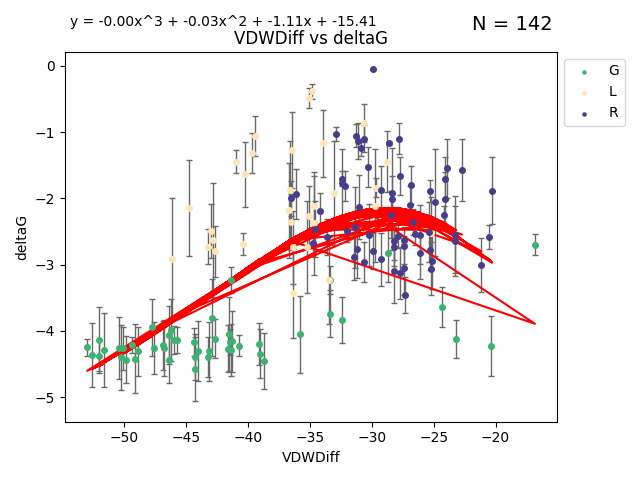 y = -0.00x^3 + -0.03x^2 + -1.11x + -15.41
N = 142
VDWDiff vs deltaG
G
L
R
0
−1
−2
−3
−4
−5
deltaG
−50
−45
−40
−35
−30
−25
−20
VDWDiff